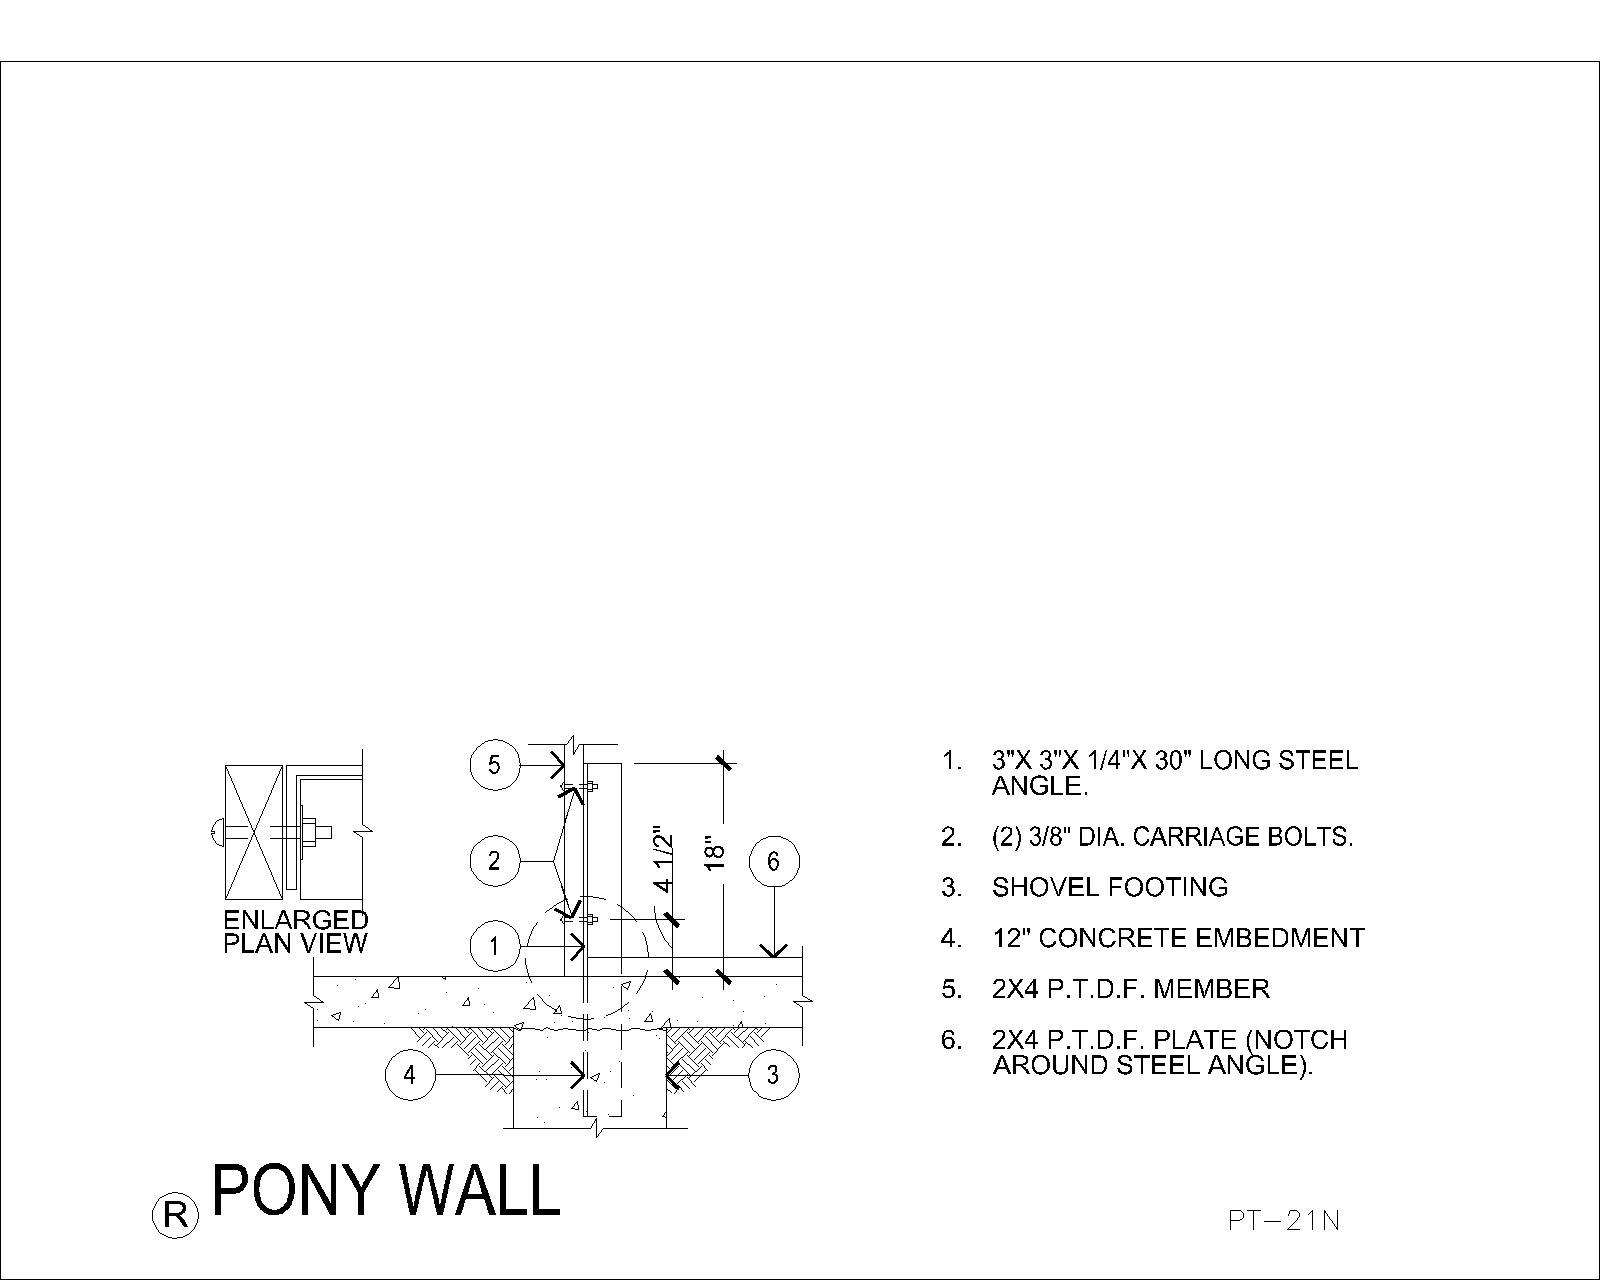 5
2
1
4
3
6
4 1/2"
18"
ENLARGED
PLAN VIEW
1. 3"X 3"X 1/4"X 30" LONG STEEL
ANGLE.
2. (2) 3/8" DIA. CARRIAGE BOLTS.
3. SHOVEL FOOTING
4. 12" CONCRETE EMBEDMENT
5. 2X4 P.T.D.F. MEMBER
6. 2X4 P.T.D.F. PLATE (NOTCH
AROUND STEEL ANGLE).
R PONY WALL
PT-21N